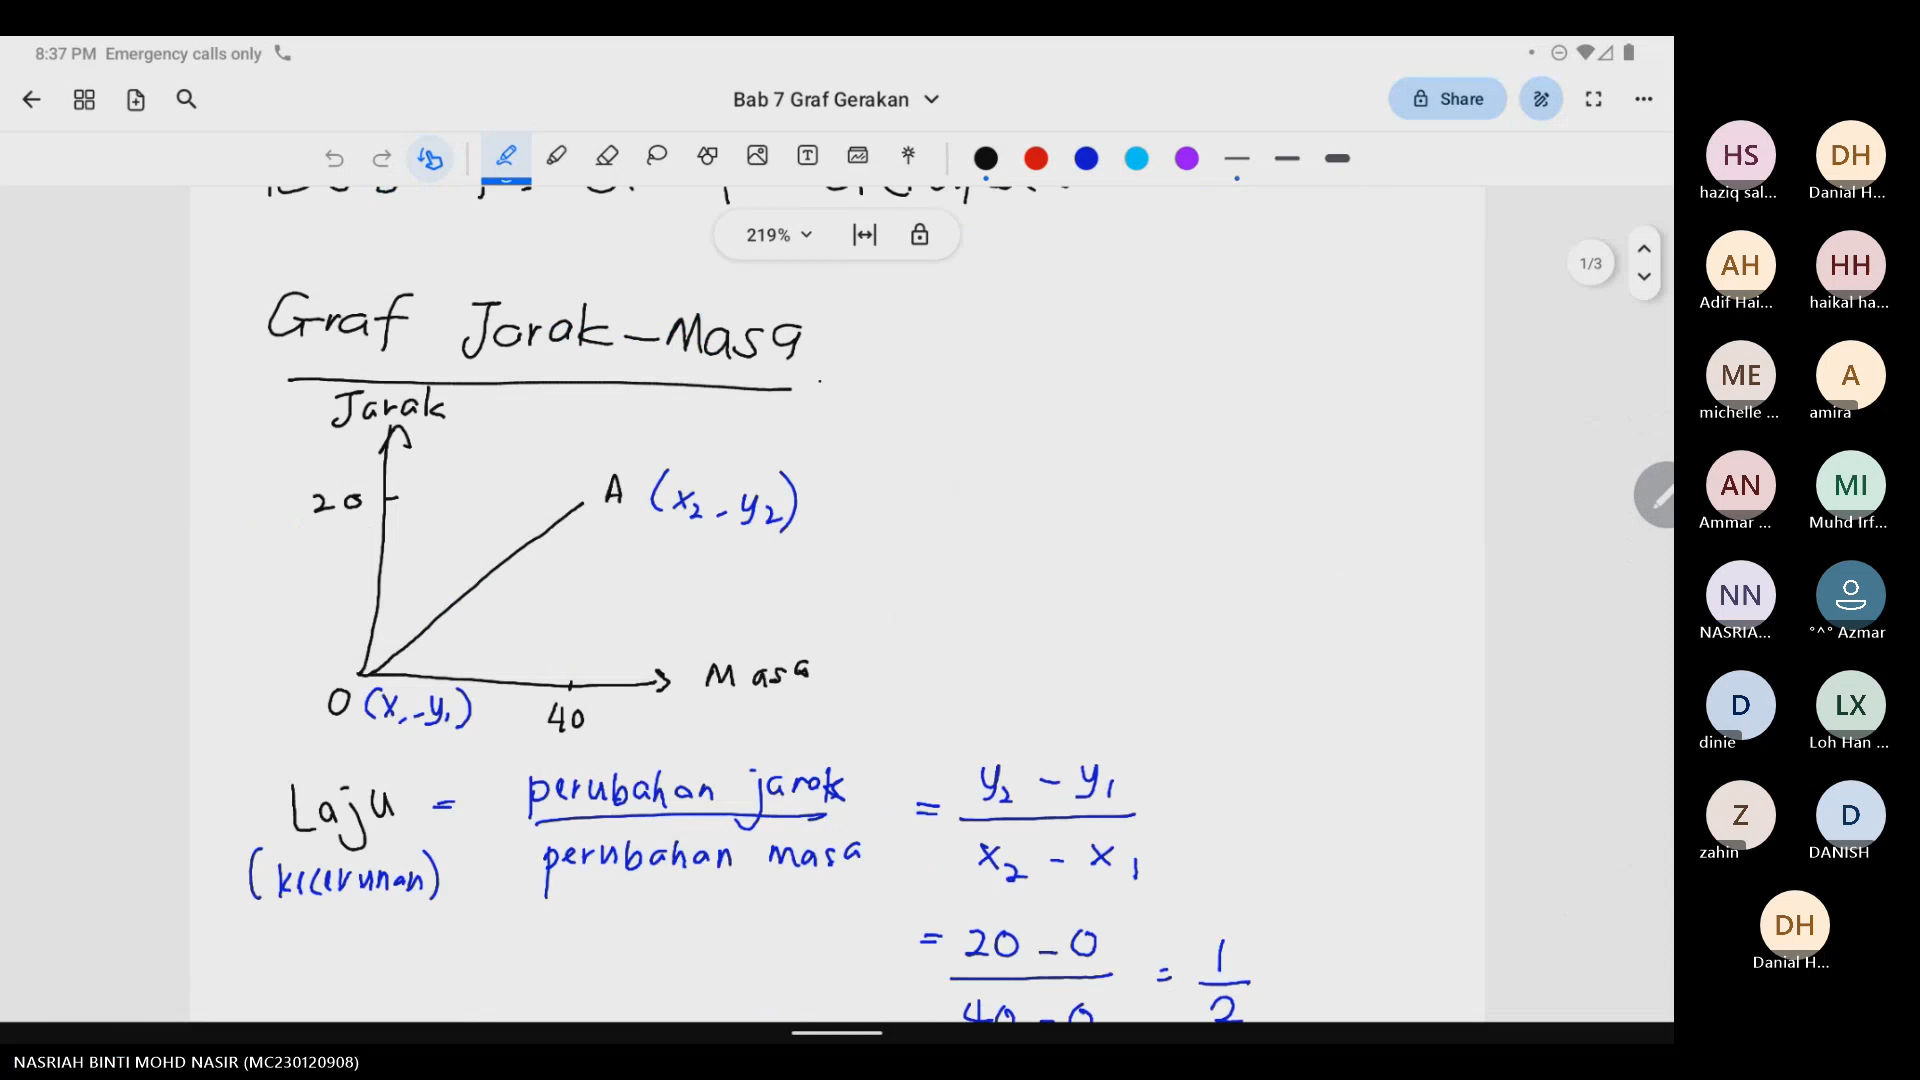 8:37 PM Emergency calls only
Bab 7 Graf Gerakan
Share
219%
1/3
Graf Jarak-Masa
Jarak
20
A (x₂ - y₂)
Masa
O (x₁ - y₁)
40
Laju = perubahan jarak / perubahan masa = y₂ - y₁ / x₂ - x₁
(kecerunan)
= 20 - 0 / 40 - 0 = 1/2
HS
haziq sal...
DH
Danial H...
AH
Adif Hai...
HH
haikal ha...
ME
michelle ...
A
amira
AN
Ammar ...
MI
Muhd Irf...
NN
NASRIA...
°^° Azmar
D
dinie
LX
Loh Han ...
Z
zahin
D
DANISH
DH
Danial H...
NASRIAH BINTI MOHD NASIR (MC230120908)